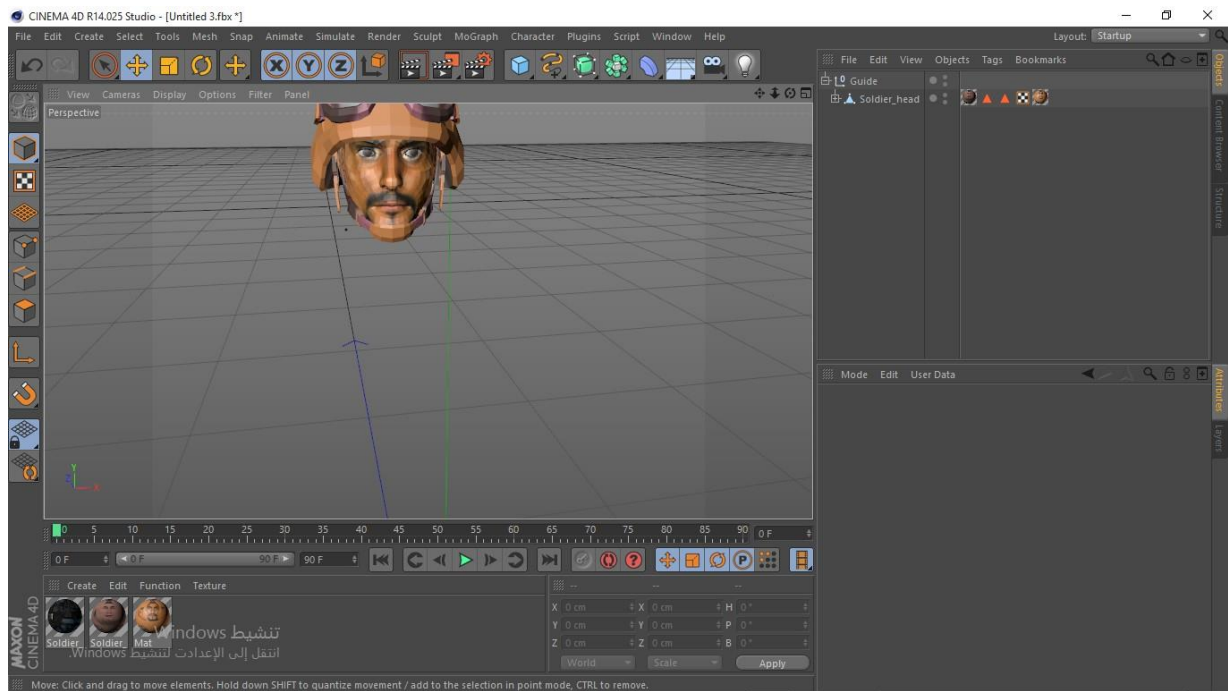 CINEMA 4D R14.025 Studio - [Untitled 3.fbx *]
File Edit Create Select Tools Mesh Snap Animate Simulate Render Sculpt MoGraph Character Plugins Script Window Help
Layout: Startup
File Edit View Objects Tags Bookmarks
Guide
Soldier_head
Objects
Content Browser
Structure
View Cameras Display Options Filter Panel
Perspective
Y
Z X
Mode Edit User Data
Attributes
Layers
0 5 10 15 20 25 30 35 40 45 50 55 60 65 70 75 80 85 90 0 F
0 F 0 F 90 F 90 F
Create Edit Function Texture
Soldier_ Soldier_ Mat
-- -- --
X 0 cm X 0 cm H 0 °
Y 0 cm Y 0 cm P 0 °
Z 0 cm Z 0 cm B 0 °
World Scale Apply
تنشيط Windows
انتقل إلى الإعدادت لتنشيط Windows.
MAXON
CINEMA 4D
Move: Click and drag to move elements. Hold down SHIFT to quantize movement / add to the selection in point mode, CTRL to remove.